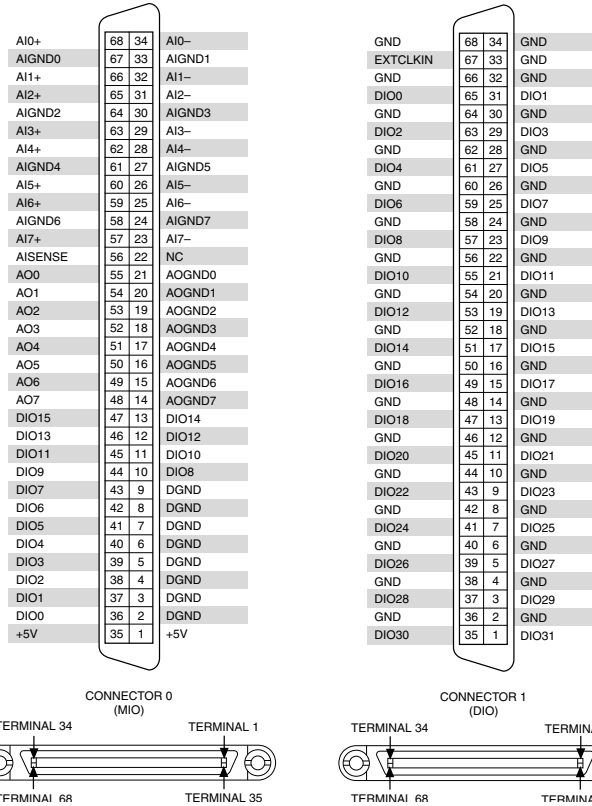 AI0+ 68 34 AI0–
AIGND0 67 33 AIGND1
AI1+ 66 32 AI1–
AI2+ 65 31 AI2–
AIGND2 64 30 AIGND3
AI3+ 63 29 AI3–
AI4+ 62 28 AI4–
AIGND4 61 27 AIGND5
AI5+ 60 26 AI5–
AI6+ 59 25 AI6–
AIGND6 58 24 AIGND7
AI7+ 57 23 AI7–
AISENSE 56 22 NC
AO0 55 21 AOGND0
AO1 54 20 AOGND1
AO2 53 19 AOGND2
AO3 52 18 AOGND3
AO4 51 17 AOGND4
AO5 50 16 AOGND5
AO6 49 15 AOGND6
AO7 48 14 AOGND7
DIO15 47 13 DIO14
DIO13 46 12 DIO12
DIO11 45 11 DIO10
DIO9 44 10 DIO8
DIO7 43 9 DGND
DIO6 42 8 DGND
DIO5 41 7 DGND
DIO4 40 6 DGND
DIO3 39 5 DGND
DIO2 38 4 DGND
DIO1 37 3 DGND
DIO0 36 2 DGND
+5V 35 1 +5V
CONNECTOR 0
(MIO)
TERMINAL 34 TERMINAL 1
TERMINAL 68 TERMINAL 35
GND 68 34 GND
EXTCLKIN 67 33 GND
GND 66 32 GND
DIO0 65 31 DIO1
GND 64 30 GND
DIO2 63 29 DIO3
GND 62 28 GND
DIO4 61 27 DIO5
GND 60 26 GND
DIO6 59 25 DIO7
GND 58 24 GND
DIO8 57 23 DIO9
GND 56 22 GND
DIO10 55 21 DIO11
GND 54 20 GND
DIO12 53 19 DIO13
GND 52 18 GND
DIO14 51 17 DIO15
GND 50 16 GND
DIO16 49 15 DIO17
GND 48 14 GND
DIO18 47 13 DIO19
GND 46 12 GND
DIO20 45 11 DIO21
GND 44 10 GND
DIO22 43 9 DIO23
GND 42 8 GND
DIO24 41 7 DIO25
GND 40 6 GND
DIO26 39 5 DIO27
GND 38 4 GND
DIO28 37 3 DIO29
GND 36 2 GND
DIO30 35 1 DIO31
CONNECTOR 1
(DIO)
TERMINAL 34
TERMINAL 68